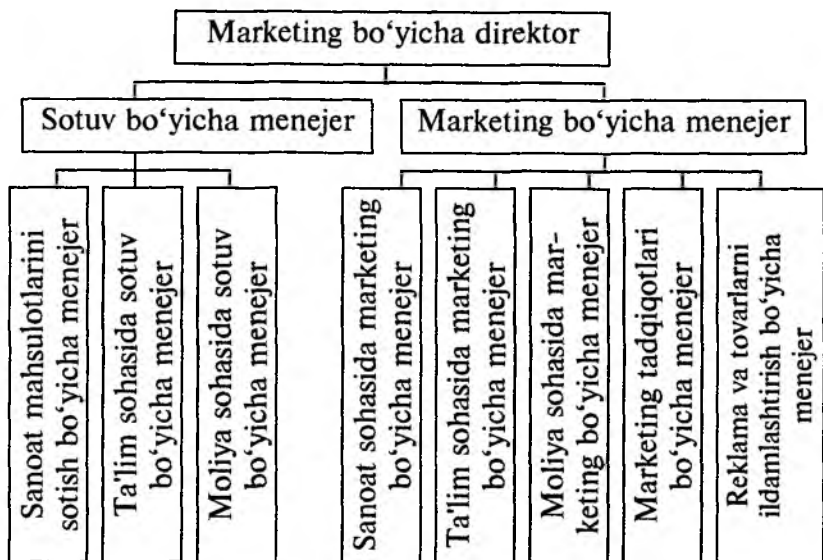 Marketing bo‘yicha direktor
Sotuv bo‘yicha menejer
Marketing bo‘yicha menejer
Sanoat mahsulotlarini
sotish bo‘yicha menejer
Ta'lim sohasida sotuv
bo‘yicha menejer
Moliya sohasida sotuv
bo‘yicha menejer
Sanoat sohasida marketing
bo‘yicha menejer
Ta'lim sohasida marketing
bo‘yicha menejer
Moliya sohasida mar-
keting bo‘yicha menejer
Marketing tadqiqotlari
bo‘yicha menejer
Reklama va tovarlarni
ildamlashtirish bo‘yicha
menejer